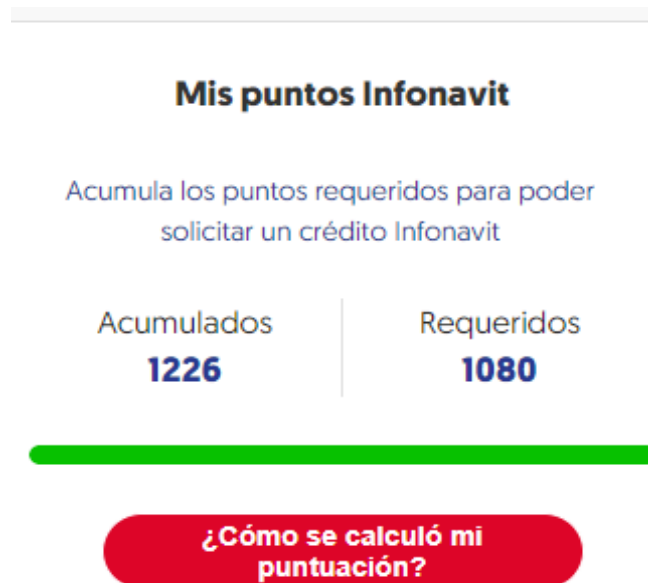 Mis puntos Infonavit
Acumula los puntos requeridos para poder
solicitar un crédito Infonavit
Acumulados
1226
Requeridos
1080
¿Cómo se calculó mi
puntuación?